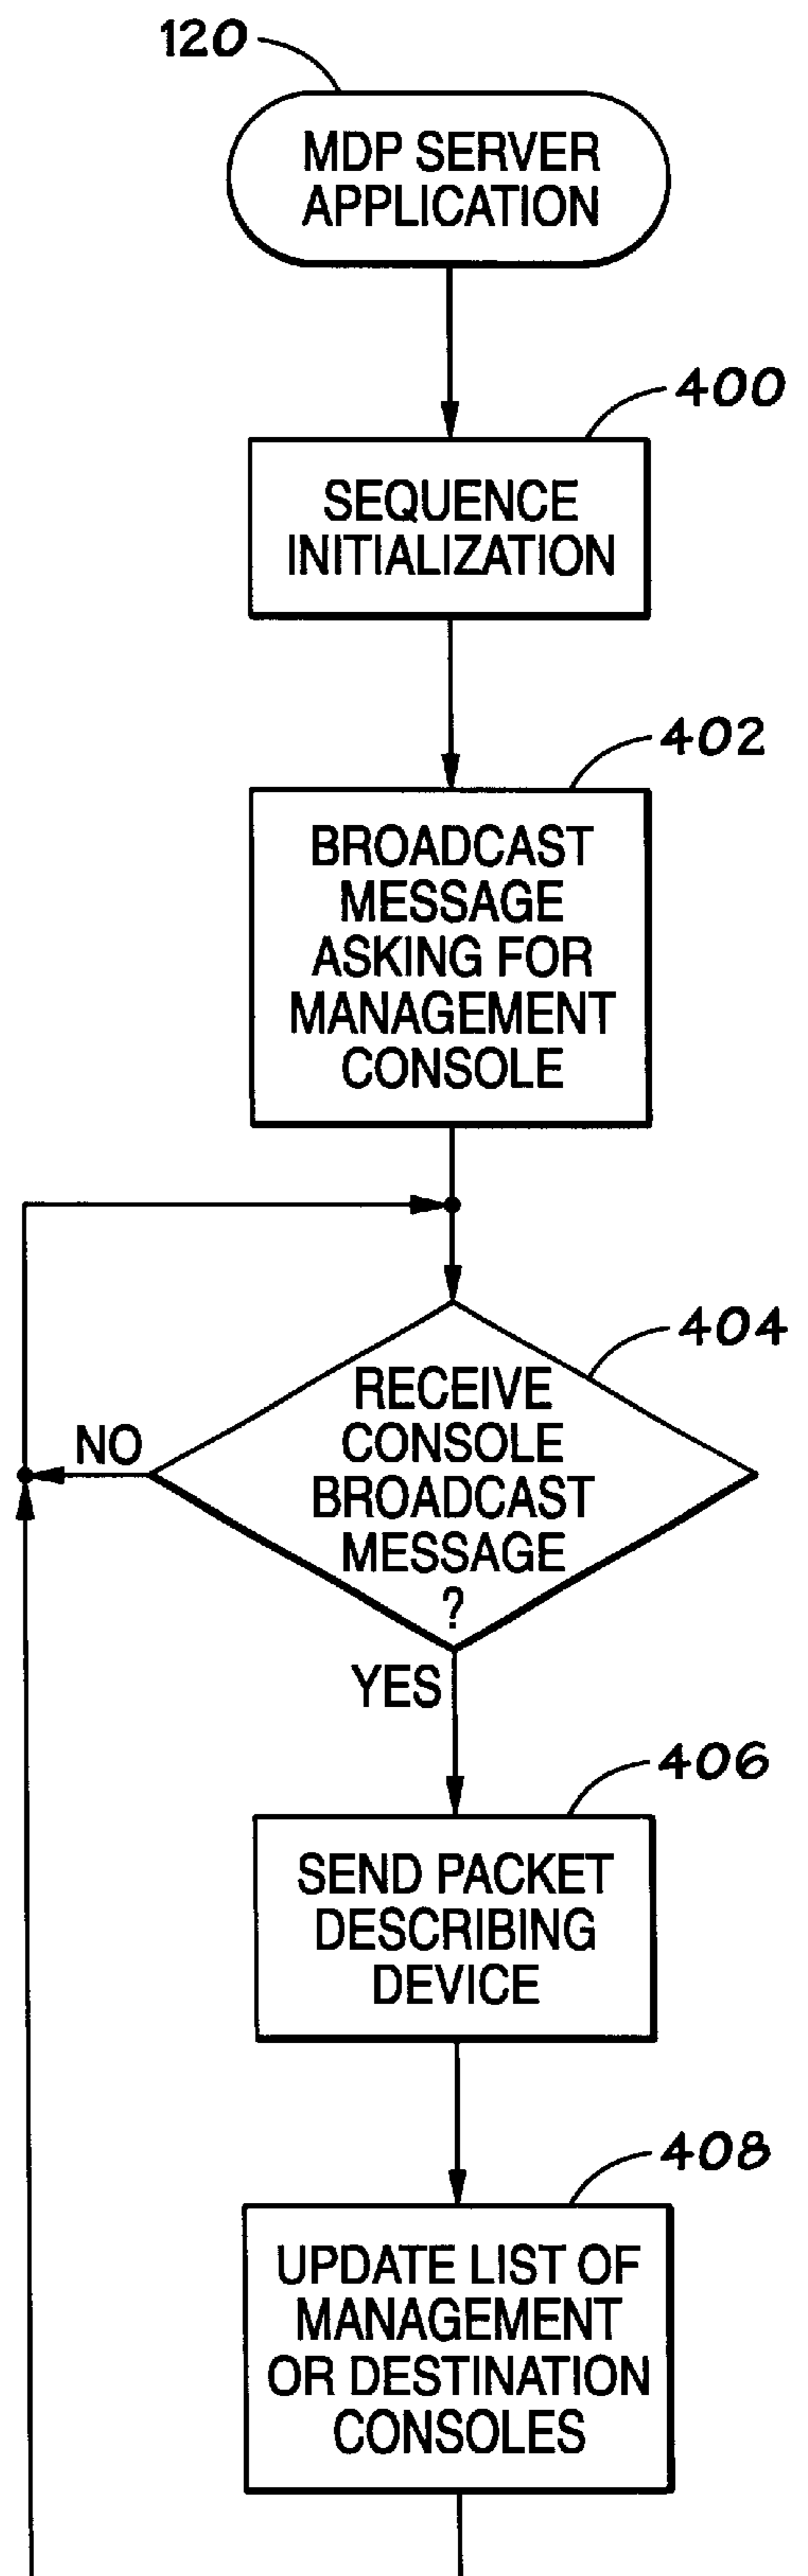 120
MDP SERVER
APPLICATION
400
SEQUENCE
INITIALIZATION
402
BROADCAST
MESSAGE
ASKING FOR
MANAGEMENT
CONSOLE
404
RECEIVE
CONSOLE
BROADCAST
MESSAGE
?
NO
YES
406
SEND PACKET
DESCRIBING
DEVICE
408
UPDATE LIST OF
MANAGEMENT
OR DESTINATION
CONSOLES